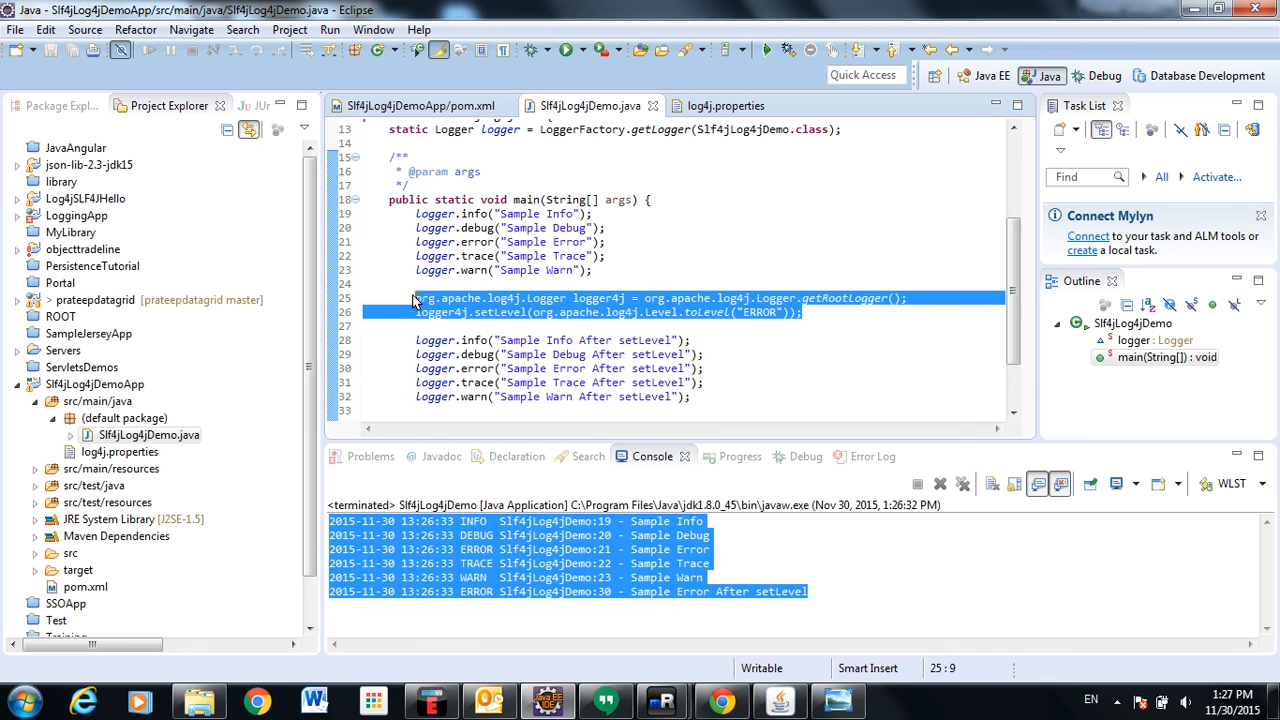 Java - Slf4jLog4jDemoApp/src/main/java/Slf4jLog4jDemo.java - Eclipse
File Edit Source Refactor Navigate Search Project Run Window Help
Quick Access
Java EE
Java
Debug
Database Development
Package Expl...
Project Explorer
JUr
JavaAngular
json-lib-2.3-jdk15
library
Log4jSLF4JHello
LoggingApp
MyLibrary
objecttradeline
PersistenceTutorial
Portal
> prateepdatagrid [prateepdatagrid master]
ROOT
SampleJerseyApp
Servers
ServletsDemos
Slf4jLog4jDemoApp
src/main/java
(default package)
Slf4jLog4jDemo.java
log4j.properties
src/main/resources
src/test/java
src/test/resources
JRE System Library [J2SE-1.5]
Maven Dependencies
src
target
pom.xml
SSOApp
Test
Slf4jLog4jDemoApp/pom.xml
Slf4jLog4jDemo.java
log4j.properties
13 static Logger logger = LoggerFactory.getLogger(Slf4jLog4jDemo.class);
14
15 /**
16 * @param args
17 */
18 public static void main(String[] args) {
19 logger.info("Sample Info");
20 logger.debug("Sample Debug");
21 logger.error("Sample Error");
22 logger.trace("Sample Trace");
23 logger.warn("Sample Warn");
24
25 org.apache.log4j.Logger logger4j = org.apache.log4j.Logger.getRootLogger();
26 logger4j.setLevel(org.apache.log4j.Level.toLevel("ERROR"));
27
28 logger.info("Sample Info After setLevel");
29 logger.debug("Sample Debug After setLevel");
30 logger.error("Sample Error After setLevel");
31 logger.trace("Sample Trace After setLevel");
32 logger.warn("Sample Warn After setLevel");
33
Task List
Find
All
Activate...
Connect Mylyn
Connect to your task and ALM tools or
create a local task.
Outline
Slf4jLog4jDemo
logger : Logger
main(String[]) : void
Problems
@ Javadoc
Declaration
Search
Console
Progress
Debug
Error Log
WLST
<terminated> Slf4jLog4jDemo [Java Application] C:\Program Files\Java\jdk1.8.0_45\bin\javaw.exe (Nov 30, 2015, 1:26:32 PM)
2015-11-30 13:26:33 INFO Slf4jLog4jDemo:19 - Sample Info
2015-11-30 13:26:33 DEBUG Slf4jLog4jDemo:20 - Sample Debug
2015-11-30 13:26:33 ERROR Slf4jLog4jDemo:21 - Sample Error
2015-11-30 13:26:33 TRACE Slf4jLog4jDemo:22 - Sample Trace
2015-11-30 13:26:33 WARN Slf4jLog4jDemo:23 - Sample Warn
2015-11-30 13:26:33 ERROR Slf4jLog4jDemo:30 - Sample Error After setLevel
Writable
Smart Insert
25 : 9
EN
1:27 PM
11/30/2015